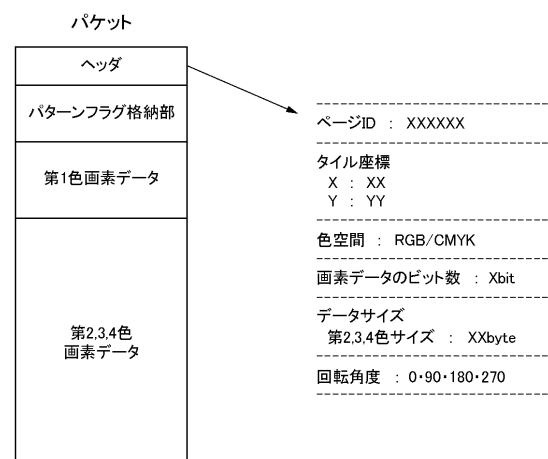 パケット
ヘッダ
パターンフラグ格納部
第1色画素データ
第2,3,4色
画素データ
ページID : XXXXXX
タイル座標
X : XX
Y : YY
色空間 : RGB/CMYK
画素データのビット数 : Xbit
データサイズ
第2,3,4色サイズ : XXbyte
回転角度 : 0・90・180・270